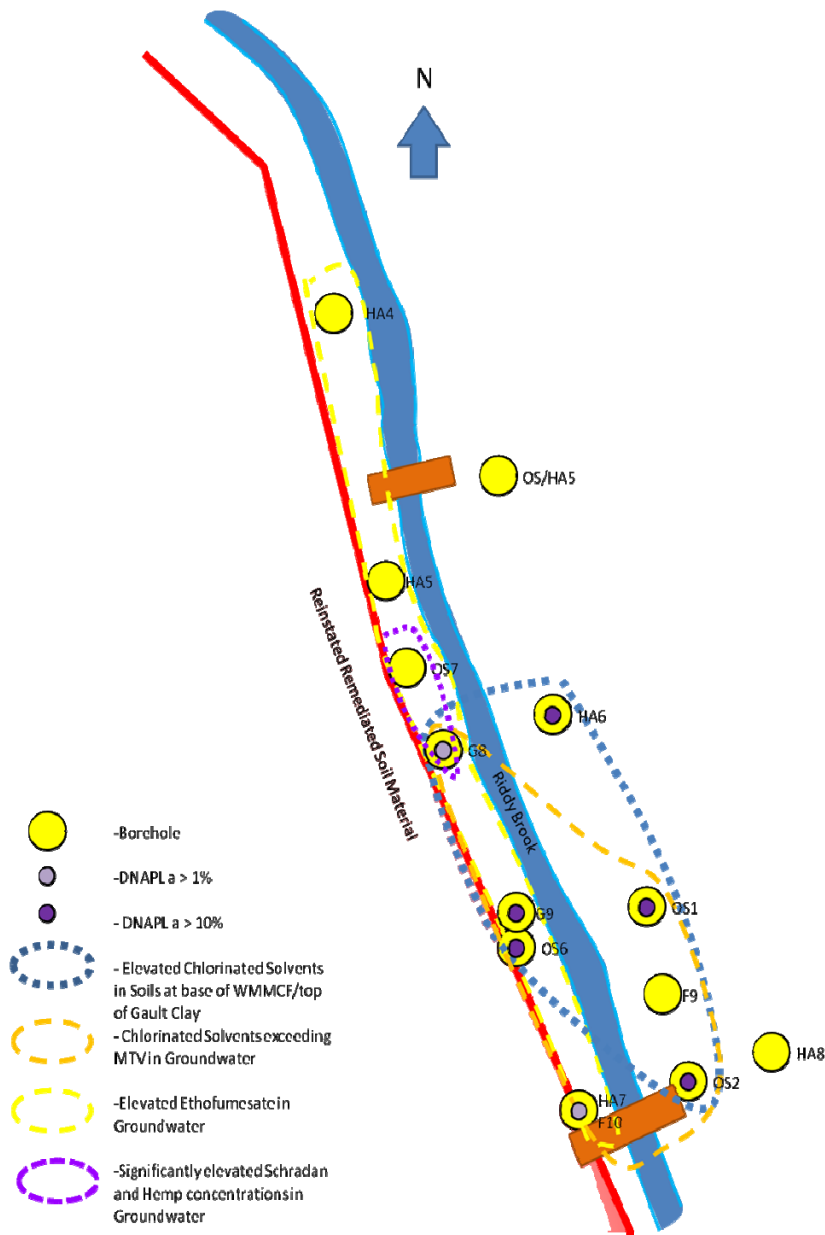 N
HA4
OS/HA5
HA5
Reinstated Remediated Soil Material
OS7
HA6
G8
Riddy Brook
G9
OS1
OS6
F9
HA8
OS2
HA7
F10
-Borehole
-DNAPL a > 1%
- DNAPL a > 10%
- Elevated Chlorinated Solvents
in Soils at base of WMMCF/top
of Gault Clay
- Chlorinated Solvents exceeding
MTV in Groundwater
-Elevated Ethofumesate in
Groundwater
-Significantly elevated Schradan
and Hemp concentrations in
Groundwater